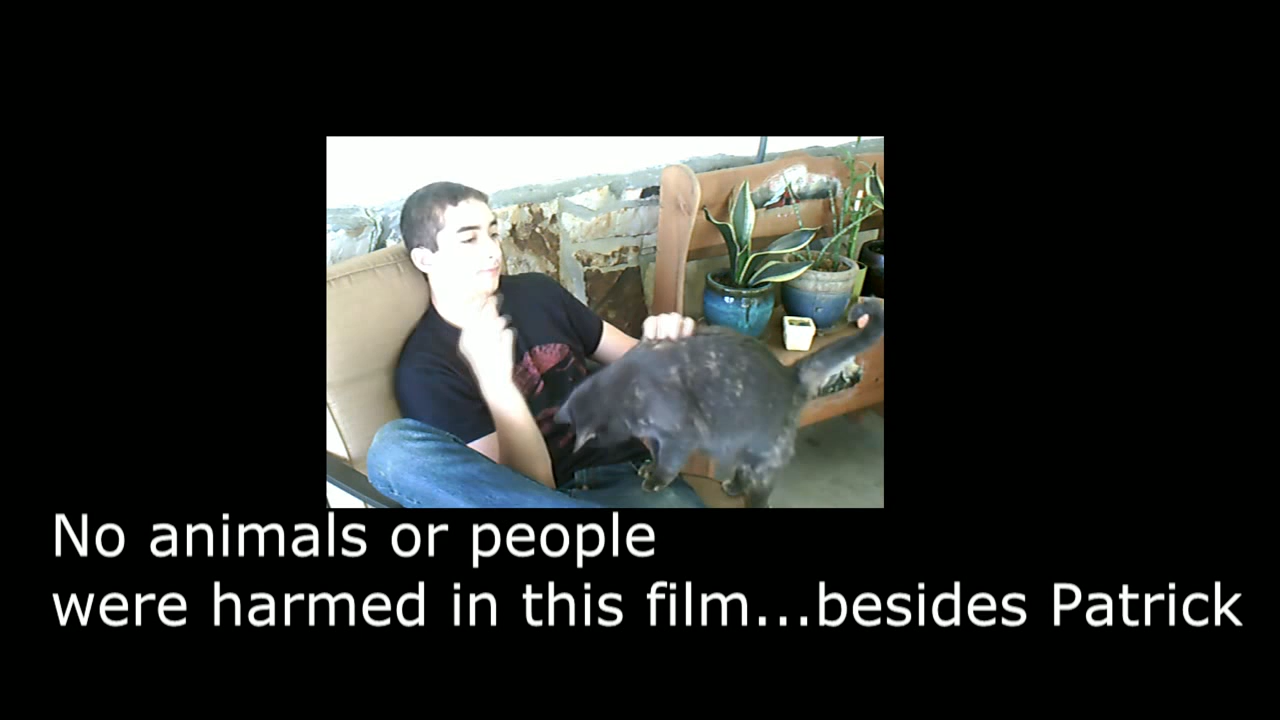 No animals or people
were harmed in this film...besides Patrick